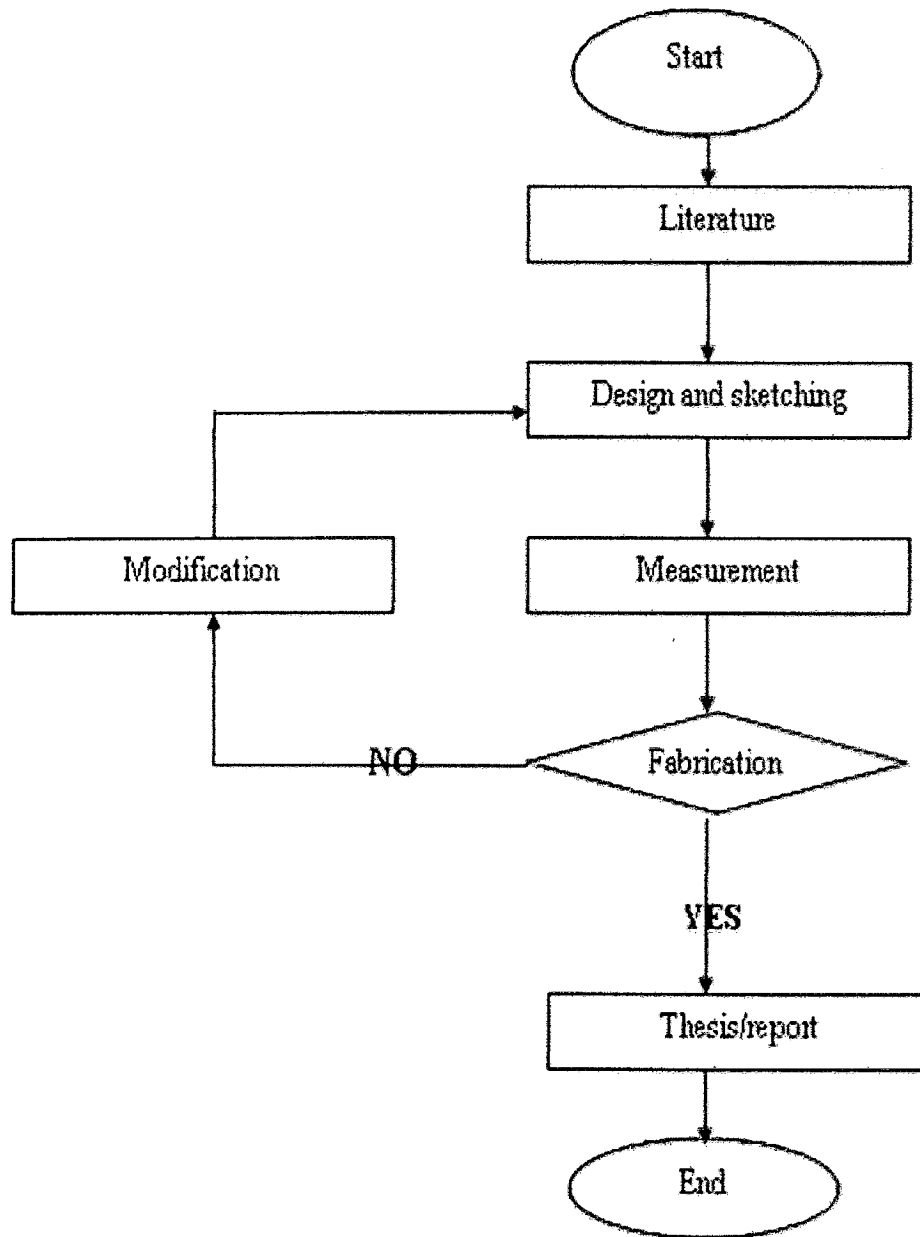 Start
Literature
Design and sketching
Modification
Measurement
NO
Fabrication
YES
Thesis/report
End